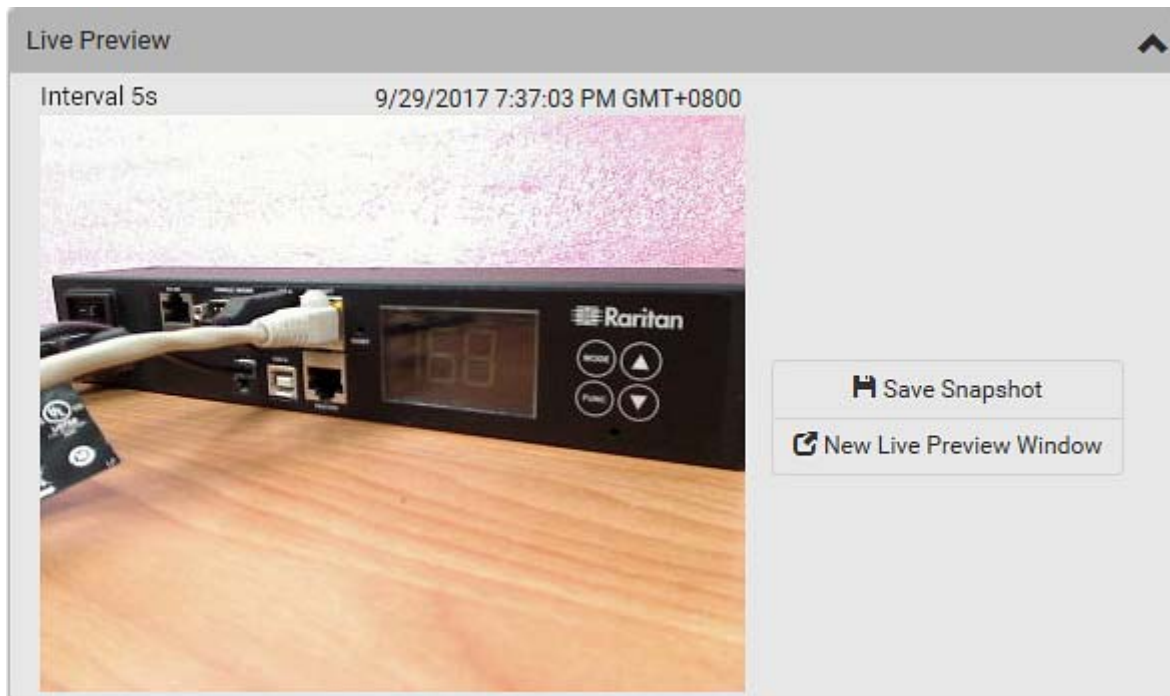 Live Preview
Interval 5s
9/29/2017 7:37:03 PM GMT+0800
Raritan
MODE
FUNC
Save Snapshot
New Live Preview Window